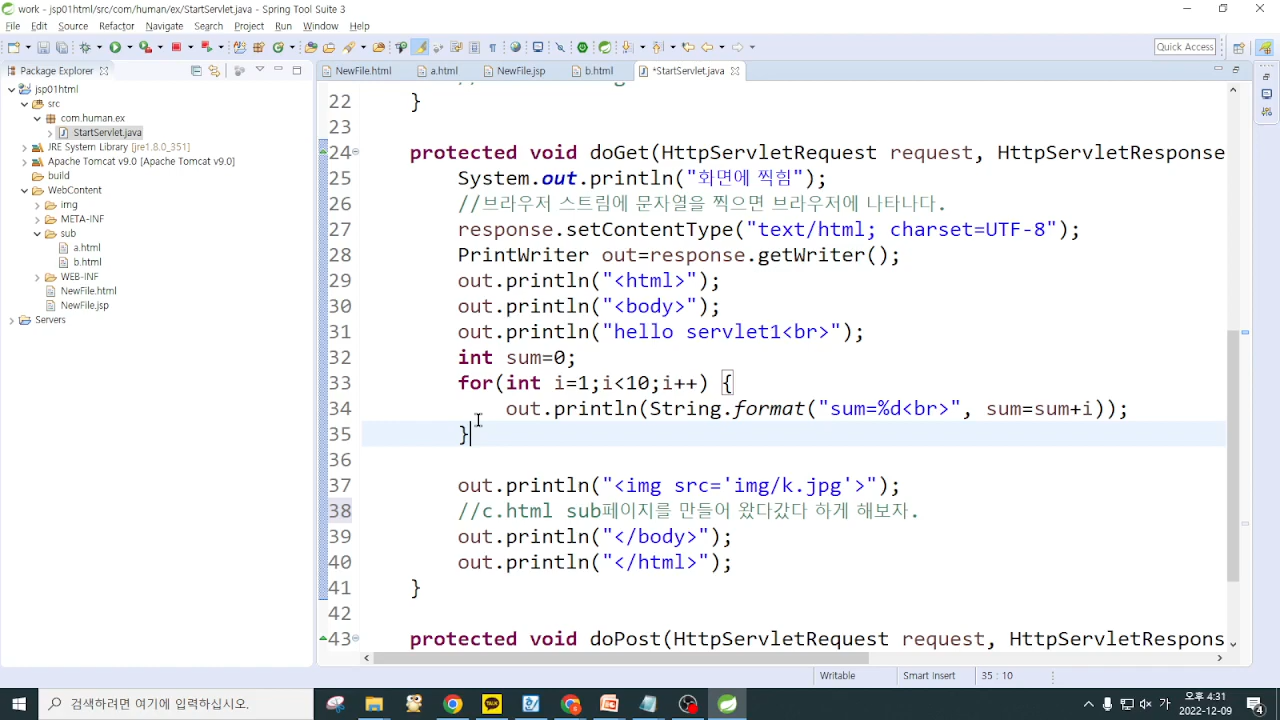 work - jsp01html/src/com/human/ex/StartServlet.java - Spring Tool Suite 3
File Edit Source Refactor Navigate Search Project Run Window Help
Quick Access
Package Explorer
NewFile.html a.html NewFile.jsp b.html *StartServlet.java
jsp01html
src
com.human.ex
StartServlet.java
JRE System Library [jre1.8.0_351]
Apache Tomcat v9.0 [Apache Tomcat v9.0]
build
WebContent
img
META-INF
sub
a.html
b.html
WEB-INF
NewFile.html
NewFile.jsp
Servers
22 }
23
24 protected void doGet(HttpServletRequest request, HttpServletResponse
25 System.out.println("화면에 찍힘");
26 //브라우저 스트림에 문자열을 찍으면 브라우저에 나타나다.
27 response.setContentType("text/html; charset=UTF-8");
28 PrintWriter out=response.getWriter();
29 out.println("<html>");
30 out.println("<body>");
31 out.println("hello servlet1<br>");
32 int sum=0;
33 for(int i=1;i<10;i++) {
34 out.println(String.format("sum=%d<br>", sum=sum+i));
35 }
36
37 out.println("<img src='img/k.jpg'>");
38 //c.html sub페이지를 만들어 왔다갔다 하게 해보자.
39 out.println("</body>");
40 out.println("</html>");
41 }
42
43 protected void doPost(HttpServletRequest request, HttpServletRespons
Writable Smart Insert 35 : 10
검색하려면 여기에 입력하십시오.
TALK
가
오후 4:31
2022-12-09
4